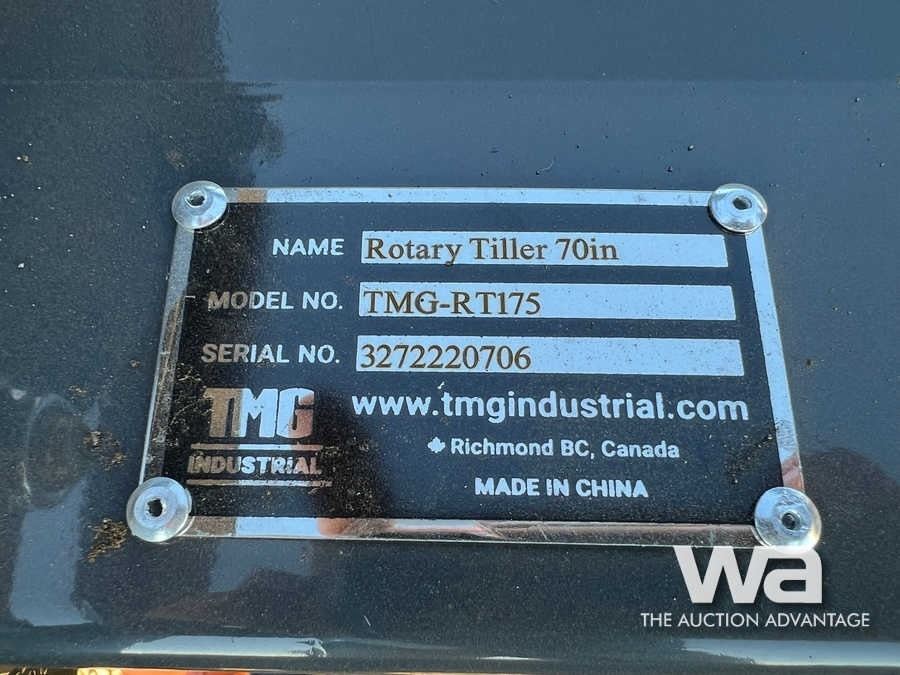 NAME Rotary Tiller 70in
MODEL NO. TMG-RT175
SERIAL NO. 3272220706
TMG
INDUSTRIAL
www.tmgindustrial.com
Richmond BC, Canada
MADE IN CHINA
wa
THE AUCTION ADVANTAGE